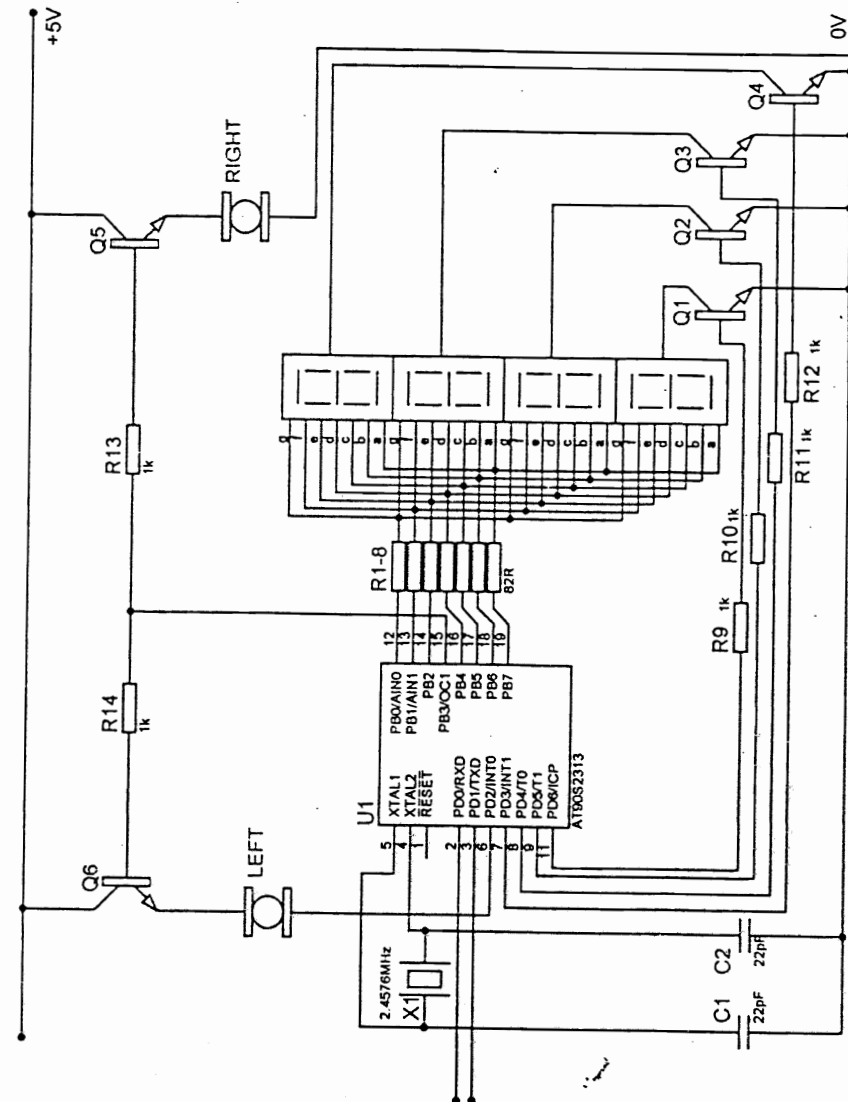 +5V
0V
Q5
RIGHT
Q4
Q3
Q2
Q1
R13
1k
R14
1k
Q6
LEFT
g
f
e
d
c
b
a
g
f
e
d
c
b
a
g
f
e
d
c
b
a
g
f
e
d
c
b
a
R1-8
82R
R12 1k
R11 1k
R10 1k
R9 1k
U1
XTAL1
XTAL2
RESET
PD0/RXD
PD1/TXD
PD2/INT0
PD3/INT1
PD4/T0
PD5/T1
PD6/ICP
PB0/AIN0
PB1/AIN1
PB2
PB3/OC1
PB4
PB5
PB6
PB7
AT90S2313
5
4
1
2
3
6
7
8
9
11
12
13
14
15
16
17
18
19
2.4576MHz
X1
C1
22pF
C2
22pF